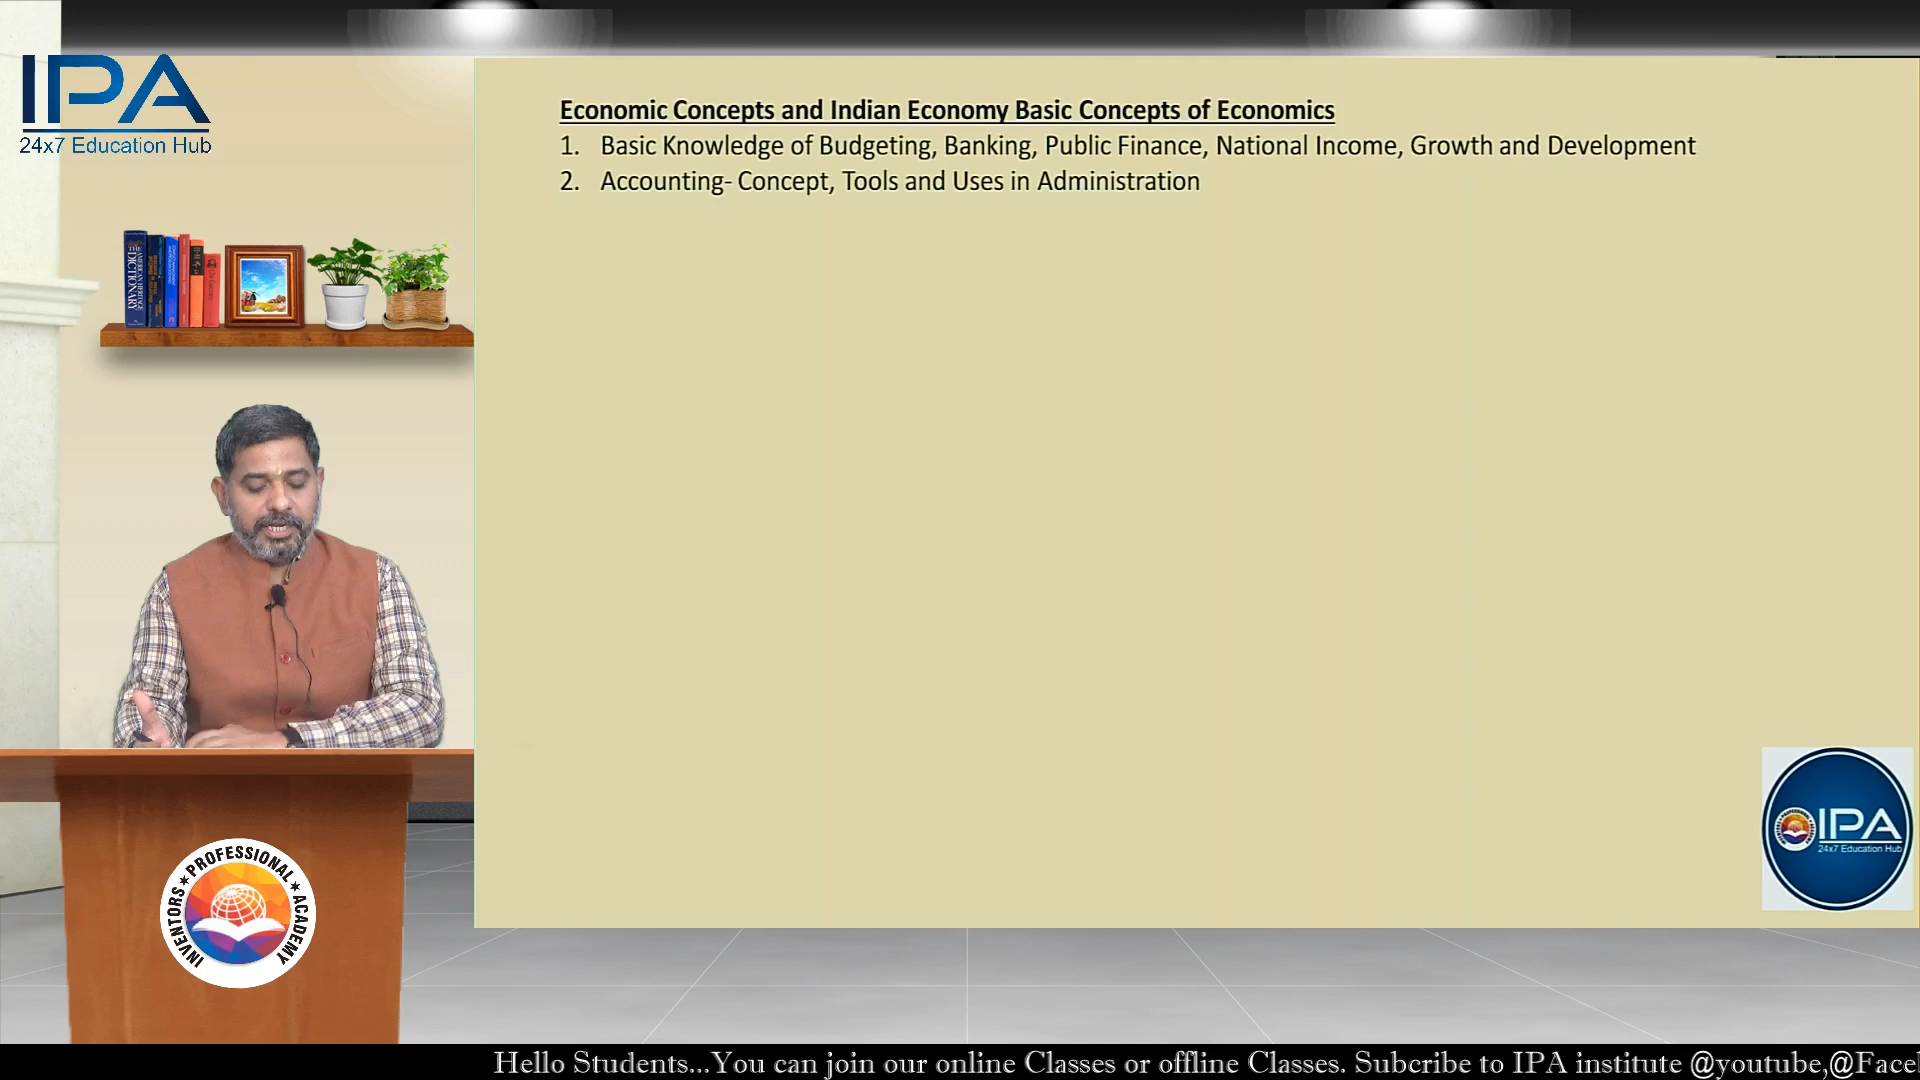 IPA
24x7 Education Hub
Economic Concepts and Indian Economy Basic Concepts of Economics
1. Basic Knowledge of Budgeting, Banking, Public Finance, National Income, Growth and Development
2. Accounting- Concept, Tools and Uses in Administration
THE
DICTIONARY
IPA
24x7 Education Hub
INVENTORS ★ PROFESSIONAL ★ ACADEMY
Hello Students...You can join our online Classes or offline Classes. Subcribe to IPA institute @youtube,@Face